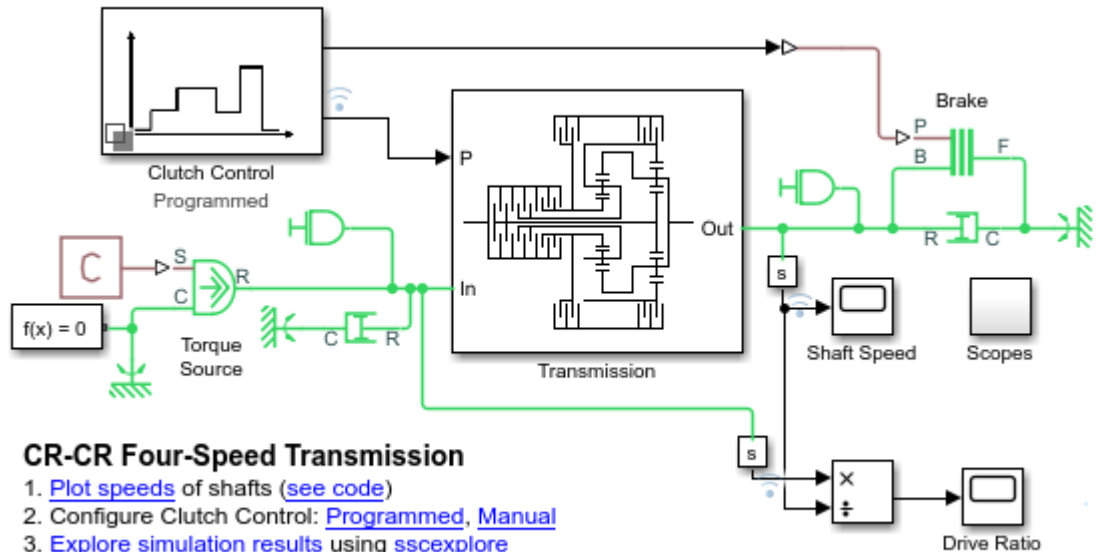 Clutch Control
Programmed
P
In
Out
Transmission
Brake
P
B
F
R
C
C
S
C
R
f(x) = 0
Torque
Source
C
R
s
Shaft Speed
Scopes
s
×
÷
Drive Ratio
CR-CR Four-Speed Transmission
1. Plot speeds of shafts (see code)
2. Configure Clutch Control: Programmed, Manual
3. Explore simulation results using sscexplore